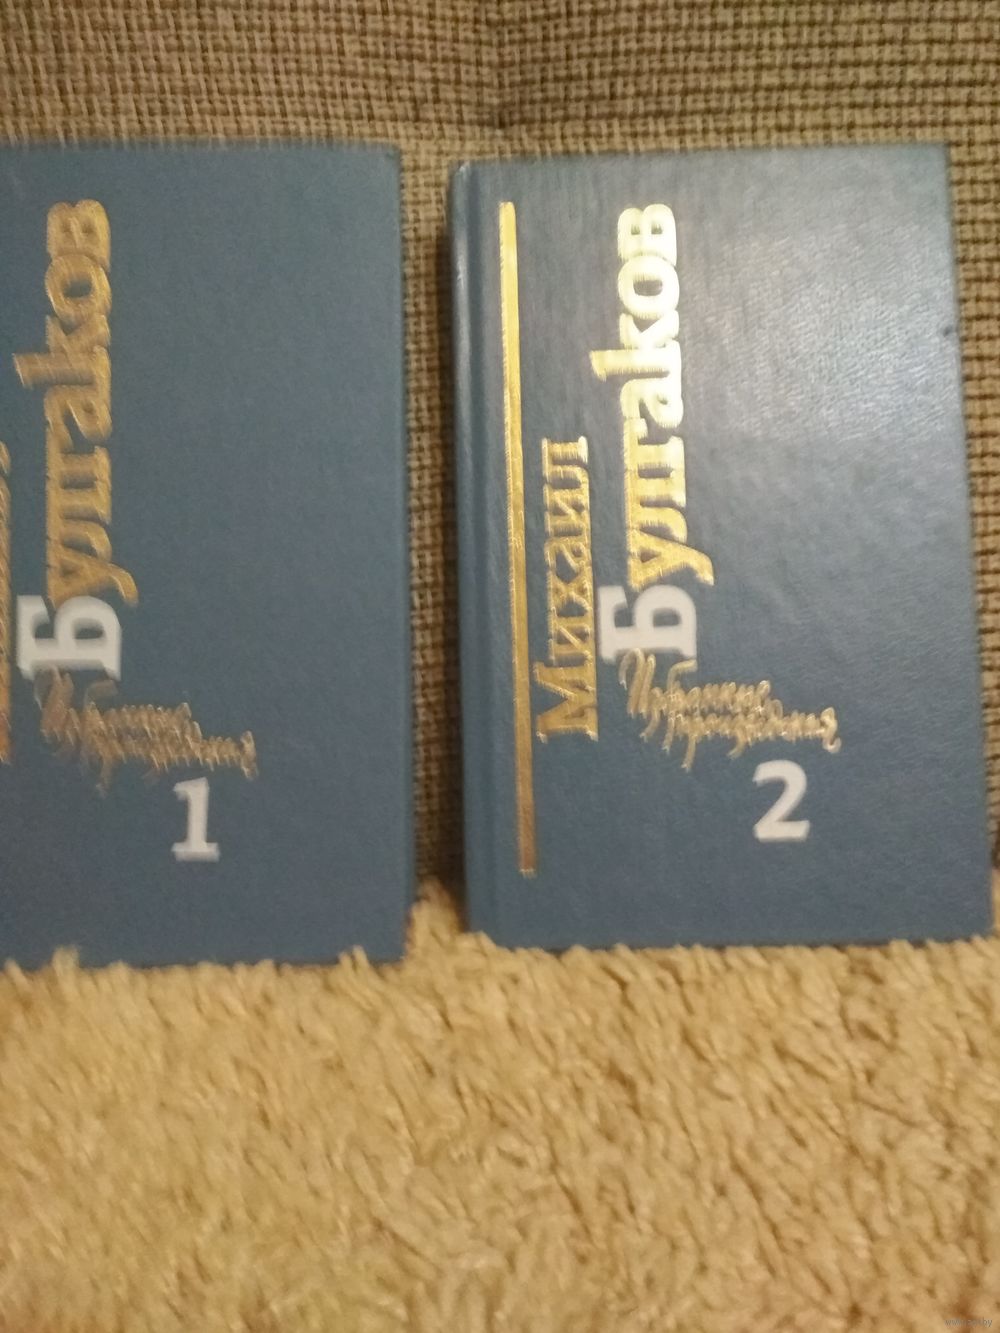 Булгаков
Избранные
произведения
1
Михаил
Булгаков
Избранные
произведения
2